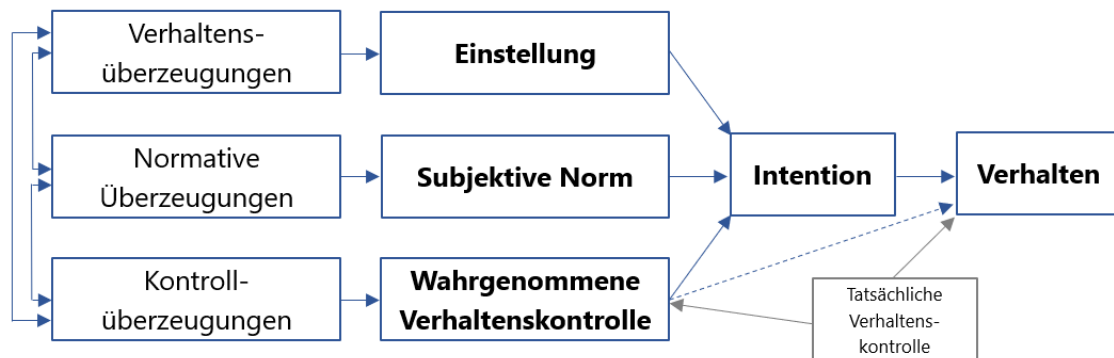 Verhaltens-
überzeugungen
Einstellung
Normative
Überzeugungen
Subjektive Norm
Intention
Verhalten
Kontroll-
überzeugungen
Wahrgenommene
Verhaltenskontrolle
Tatsächliche
Verhaltens-
kontrolle